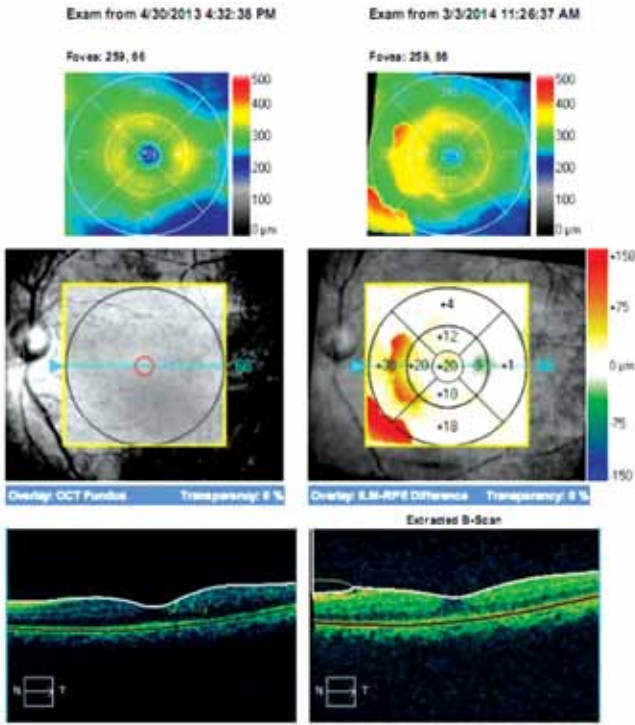 Exam from 4/30/2013 4:32:38 PM
Exam from 3/3/2014 11:26:37 AM
Fovea: 259, 66
Fovea: 259, 66
500
400
300
200
100
0 µm
500
400
300
200
100
0 µm
66
+4
+12
+20
+20
+1
+10
+18
+150
+75
0 µm
-75
-150
Overlay: OCT Fundus
Transparency: 0 %
Overlay: ILM-RPE Difference
Transparency: 0 %
Extracted B-Scan
N
T
N
T